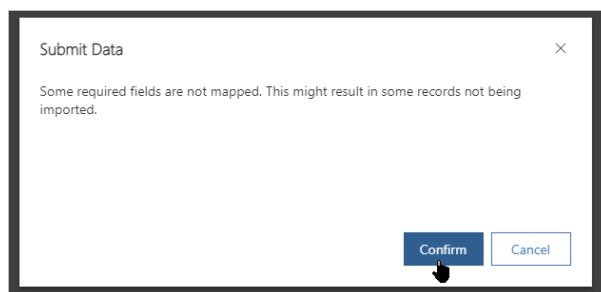 Submit Data
Some required fields are not mapped. This might result in some records not being
imported.
Confirm
Cancel